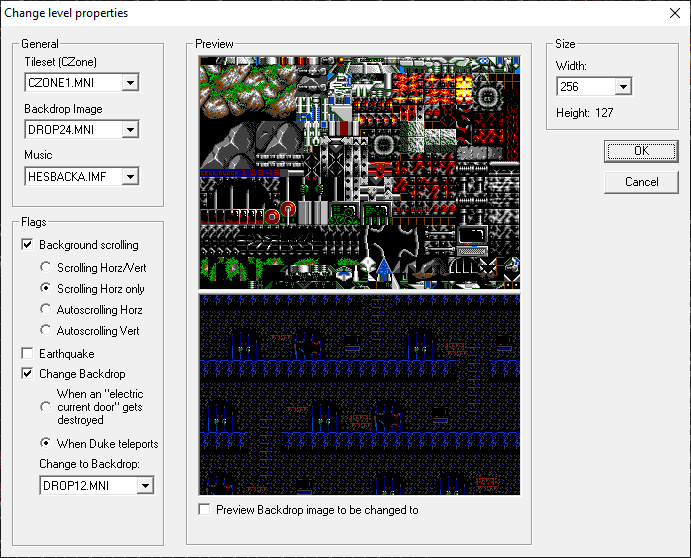 Change level properties
General
Tileset (CZone)
CZONE1.MNI
Backdrop Image
DROP24.MNI
Music
HESBACKA.IMF
Flags
Background scrolling
Scrolling Horz/Vert
Scrolling Horz only
Autoscrolling Horz
Autoscrolling Vert
Earthquake
Change Backdrop
When an "electric
current door" gets
destroyed
When Duke teleports
Change to Backdrop:
DROP12.MNI
Preview
Preview Backdrop image to be changed to
Size
Width:
256
Height: 127
OK
Cancel